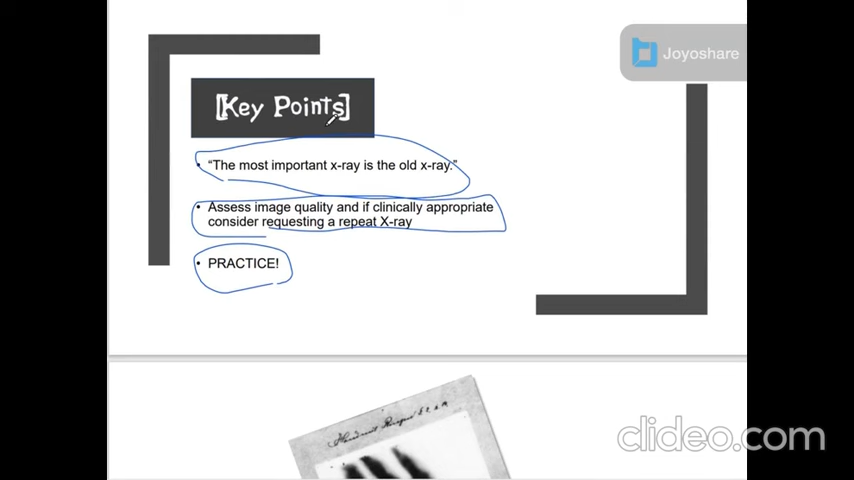 Joyoshare
[Key Points]
• “The most important x-ray is the old x-ray.”
• Assess image quality and if clinically appropriate
consider requesting a repeat X-ray
• PRACTICE!
clideo.com